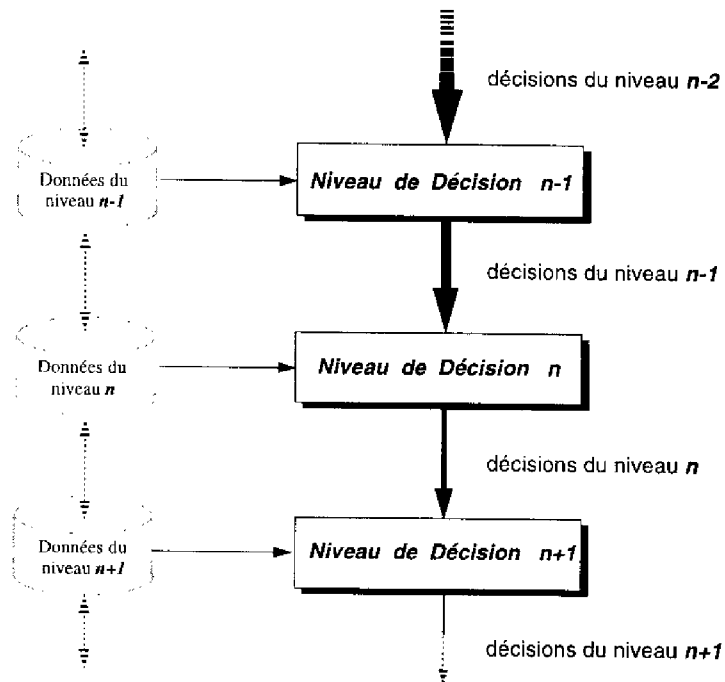 décisions du niveau n-2
Données du
niveau n-1
Niveau de Décision n-1
décisions du niveau n-1
Données du
niveau n
Niveau de Décision n
décisions du niveau n
Données du
niveau n+1
Niveau de Décision n+1
décisions du niveau n+1